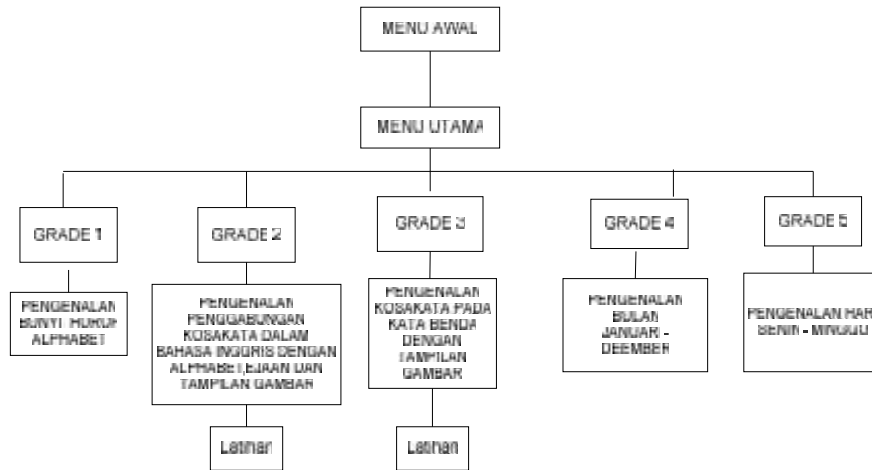 MENU AWAL
MENU UTAMA
GRADE 1
GRADE 2
GRADE 3
GRADE 4
GRADE 5
PENGENALAN
BUNYI HURUF
ALPHABET
PENGENALAN
PENGGABUNGAN
KOSAKATA DALAM
BAHASA INGGRIS DENGAN
ALPHABET,EJAAN DAN
TAMPILAN GAMBAR
PENGENALAN
KOSAKATA PADA
KATA BENDA
DENGAN
TAMPILAN
GAMBAR
PENGENALAN
BULAN
JANUARI -
DEEMBER
PENGENALAN HARI
SENIN - MINGGU
Latihan
Latihan